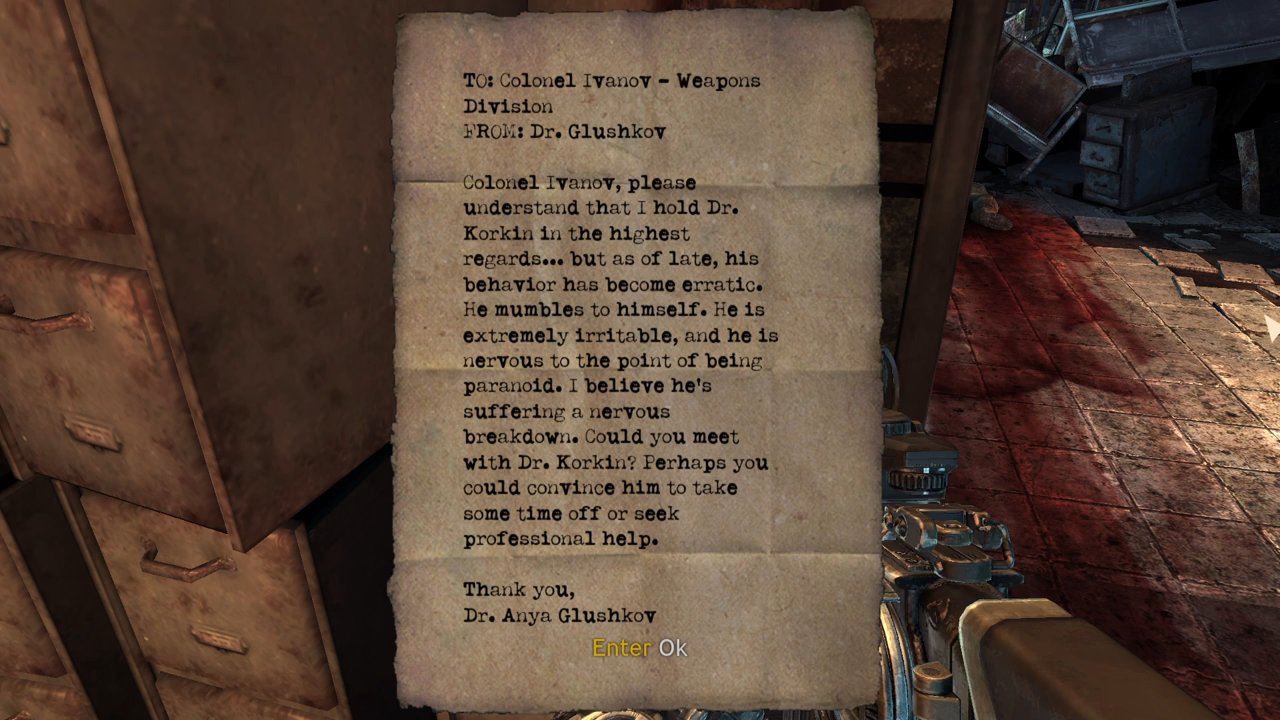 TO: Colonel Ivanov - Weapons
Division
FROM: Dr. Glushkov
Colonel Ivanov, please
understand that I hold Dr.
Korkin in the highest
regards... but as of late, his
behavior has become erratic.
He mumbles to himself. He is
extremely irritable, and he is
nervous to the point of being
paranoid. I believe he's
suffering a nervous
breakdown. Could you meet
with Dr. Korkin? Perhaps you
could convince him to take
some time off or seek
professional help.
Thank you,
Dr. Anya Glushkov
Enter Ok